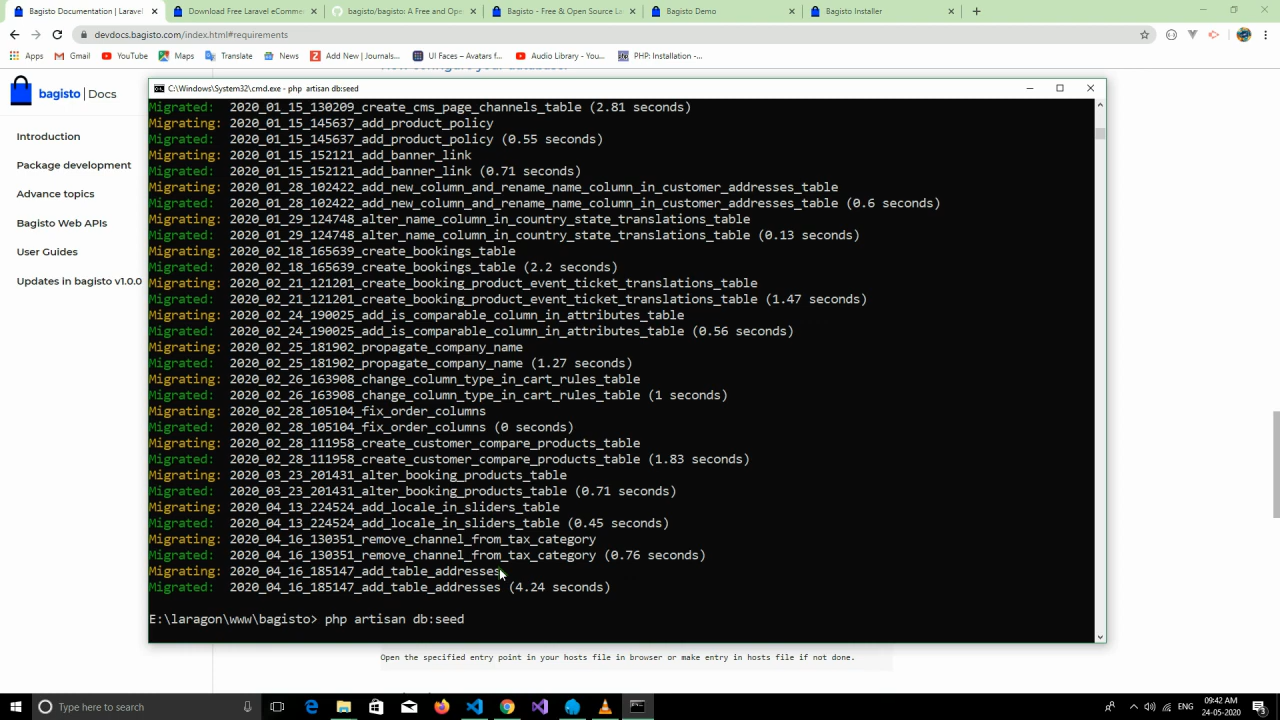 Bagisto Documentation | Laravel
Download Free Laravel eComme
bagisto/bagisto: A Free and Ope
Bagisto - Free & Open Source L
Bagisto Demo
Bagisto Installer
devdocs.bagisto.com/index.html#requirements
Apps
Gmail
YouTube
Maps
Translate
News
Add New | Journals...
UI Faces – Avatars f...
Audio Library - You...
PHP: Installation -...
bagisto | Docs
Introduction
Package development
Advance topics
Bagisto Web APIs
User Guides
Updates in bagisto v1.0.0
C:\Windows\System32\cmd.exe - php artisan db:seed
Migrated: 2020_01_15_130209_create_cms_page_channels_table (2.81 seconds)
Migrating: 2020_01_15_145637_add_product_policy
Migrated: 2020_01_15_145637_add_product_policy (0.55 seconds)
Migrating: 2020_01_15_152121_add_banner_link
Migrated: 2020_01_15_152121_add_banner_link (0.71 seconds)
Migrating: 2020_01_28_102422_add_new_column_and_rename_name_column_in_customer_addresses_table
Migrated: 2020_01_28_102422_add_new_column_and_rename_name_column_in_customer_addresses_table (0.6 seconds)
Migrating: 2020_01_29_124748_alter_name_column_in_country_state_translations_table
Migrated: 2020_01_29_124748_alter_name_column_in_country_state_translations_table (0.13 seconds)
Migrating: 2020_02_18_165639_create_bookings_table
Migrated: 2020_02_18_165639_create_bookings_table (2.2 seconds)
Migrating: 2020_02_21_121201_create_booking_product_event_ticket_translations_table
Migrated: 2020_02_21_121201_create_booking_product_event_ticket_translations_table (1.47 seconds)
Migrating: 2020_02_24_190025_add_is_comparable_column_in_attributes_table
Migrated: 2020_02_24_190025_add_is_comparable_column_in_attributes_table (0.56 seconds)
Migrating: 2020_02_25_181902_propagate_company_name
Migrated: 2020_02_25_181902_propagate_company_name (1.27 seconds)
Migrating: 2020_02_26_163908_change_column_type_in_cart_rules_table
Migrated: 2020_02_26_163908_change_column_type_in_cart_rules_table (1 seconds)
Migrating: 2020_02_28_105104_fix_order_columns
Migrated: 2020_02_28_105104_fix_order_columns (0 seconds)
Migrating: 2020_02_28_111958_create_customer_compare_products_table
Migrated: 2020_02_28_111958_create_customer_compare_products_table (1.83 seconds)
Migrating: 2020_03_23_201431_alter_booking_products_table
Migrated: 2020_03_23_201431_alter_booking_products_table (0.71 seconds)
Migrating: 2020_04_13_224524_add_locale_in_sliders_table
Migrated: 2020_04_13_224524_add_locale_in_sliders_table (0.45 seconds)
Migrating: 2020_04_16_130351_remove_channel_from_tax_category
Migrated: 2020_04_16_130351_remove_channel_from_tax_category (0.76 seconds)
Migrating: 2020_04_16_185147_add_table_addresses
Migrated: 2020_04_16_185147_add_table_addresses (4.24 seconds)
E:\laragon\www\bagisto> php artisan db:seed
Open the specified entry point in your hosts file in browser or make entry in hosts file if not done.
Type here to search
ENG
09:42 AM
24-05-2020